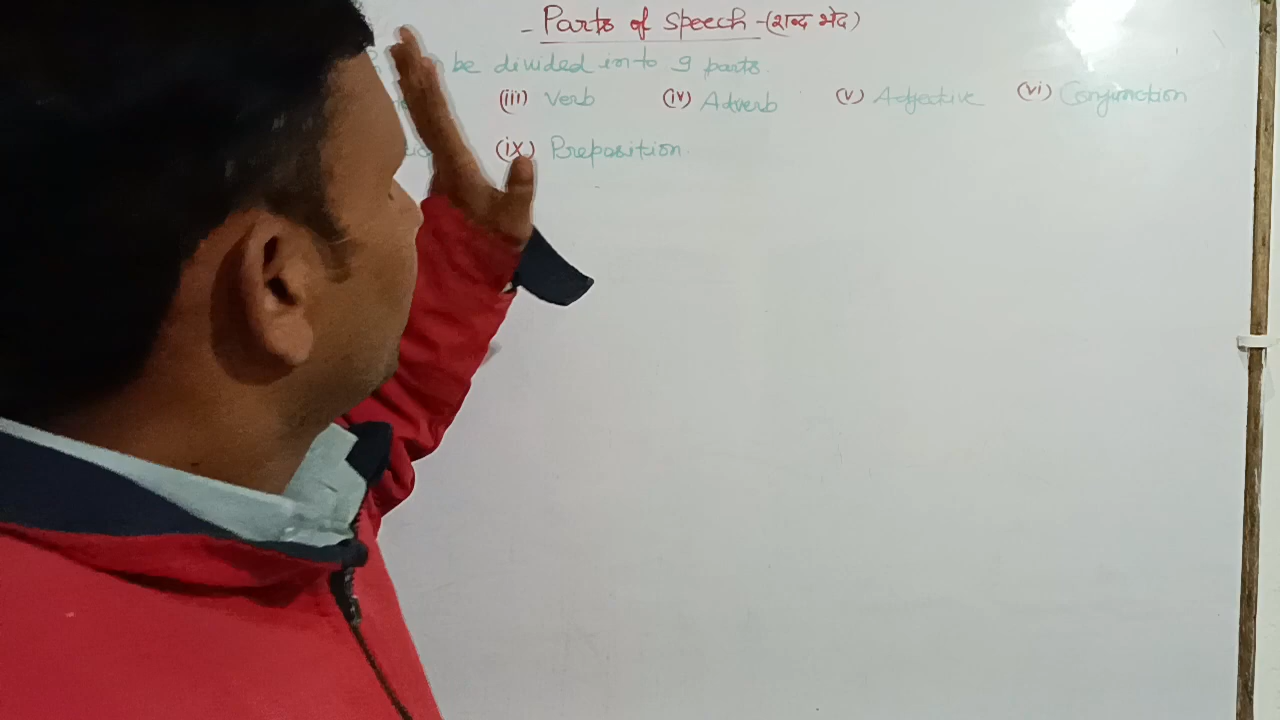 - Parts of speech - (शब्द भेद)
be divided into 9 parts.
(iii) Verb (iv) Adverb (v) Adjective (vi) Conjunction
(ix) Preposition.